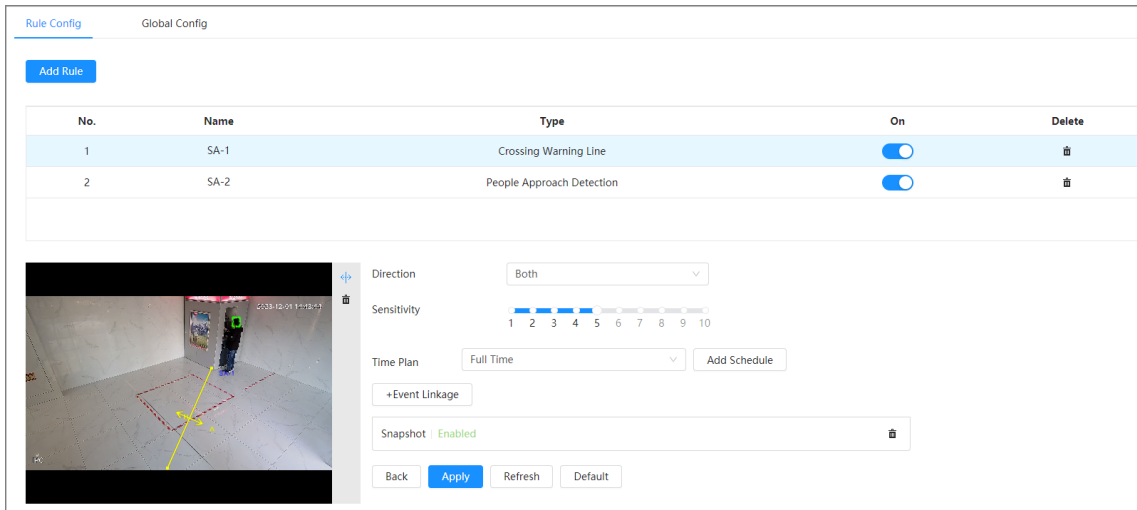 Rule Config Global Config
Add Rule
No. Name Type On Delete
1 SA-1 Crossing Warning Line
2 SA-2 People Approach Detection
Direction Both
Sensitivity
1 2 3 4 5 6 7 8 9 10
Time Plan Full Time Add Schedule
+Event Linkage
Snapshot Enabled
Back Apply Refresh Default